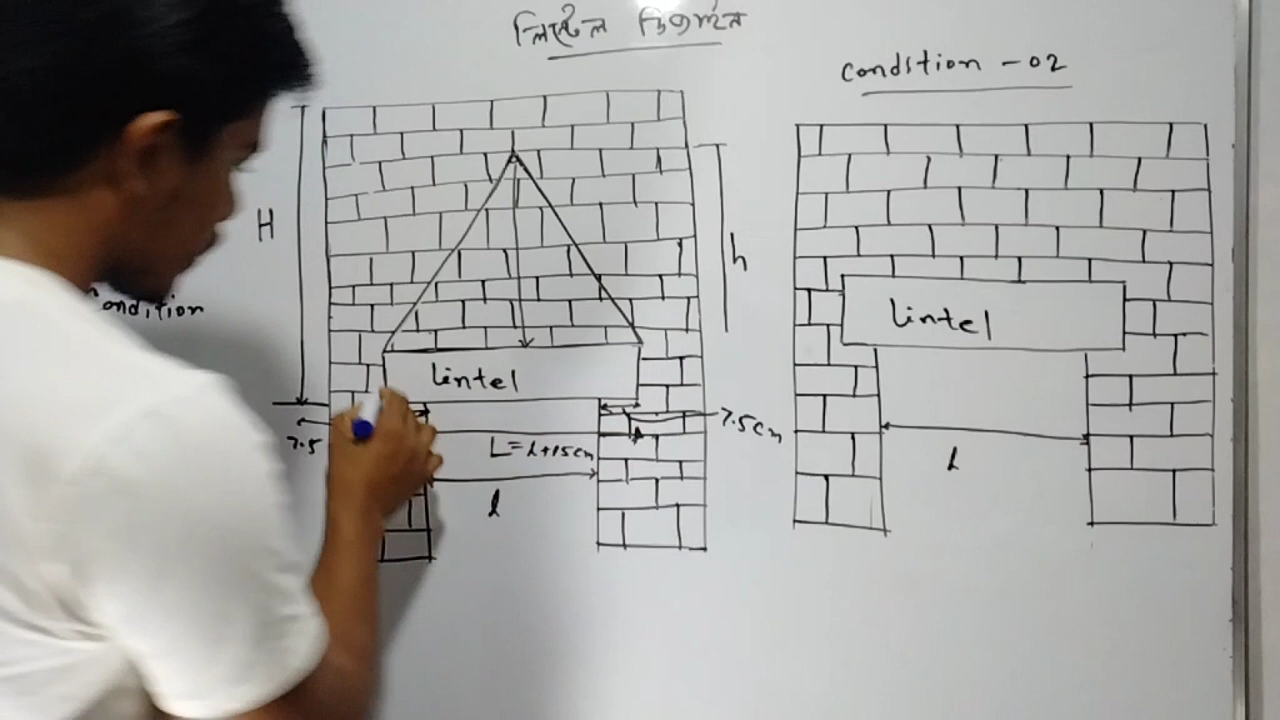 লিন্টেল ডিজাইন
Condition -02
H
h
ondition
lintel
lintel
7.5
7.5cm
L=l+15cm
l
l